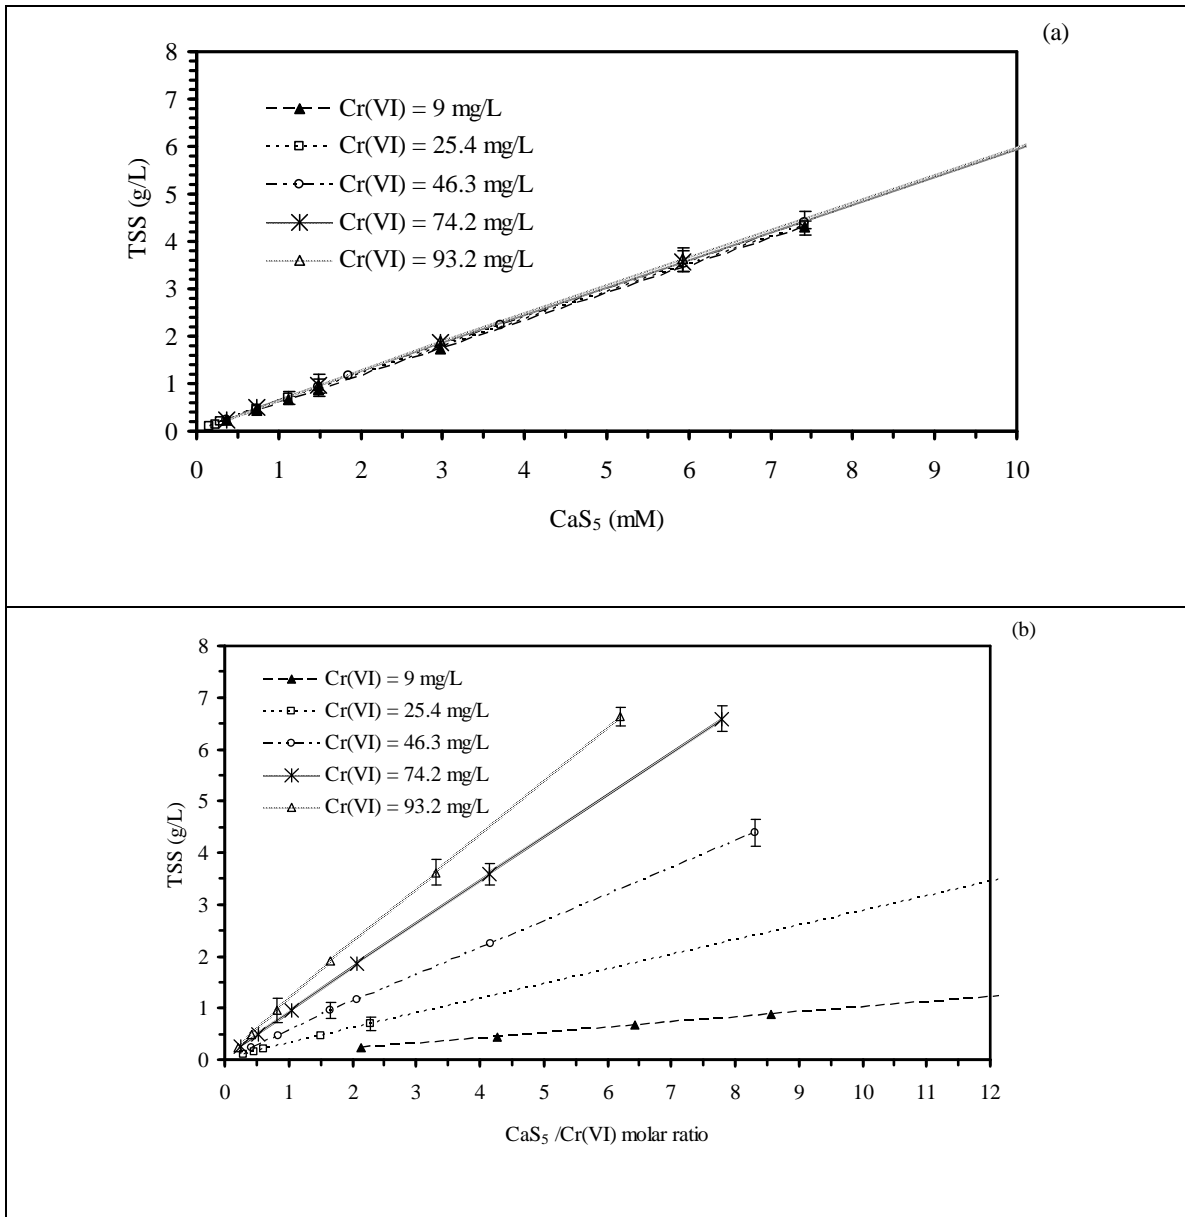 (a)
8
7
6
5
4
3
2
1
0
TSS (g/L)
Cr(VI) = 9 mg/L
Cr(VI) = 25.4 mg/L
Cr(VI) = 46.3 mg/L
Cr(VI) = 74.2 mg/L
Cr(VI) = 93.2 mg/L
0 1 2 3 4 5 6 7 8 9 10
CaS₅ (mM)
(b)
8
7
6
5
4
3
2
1
0
TSS (g/L)
Cr(VI) = 9 mg/L
Cr(VI) = 25.4 mg/L
Cr(VI) = 46.3 mg/L
Cr(VI) = 74.2 mg/L
Cr(VI) = 93.2 mg/L
0 1 2 3 4 5 6 7 8 9 10 11 12
CaS₅ /Cr(VI) molar ratio